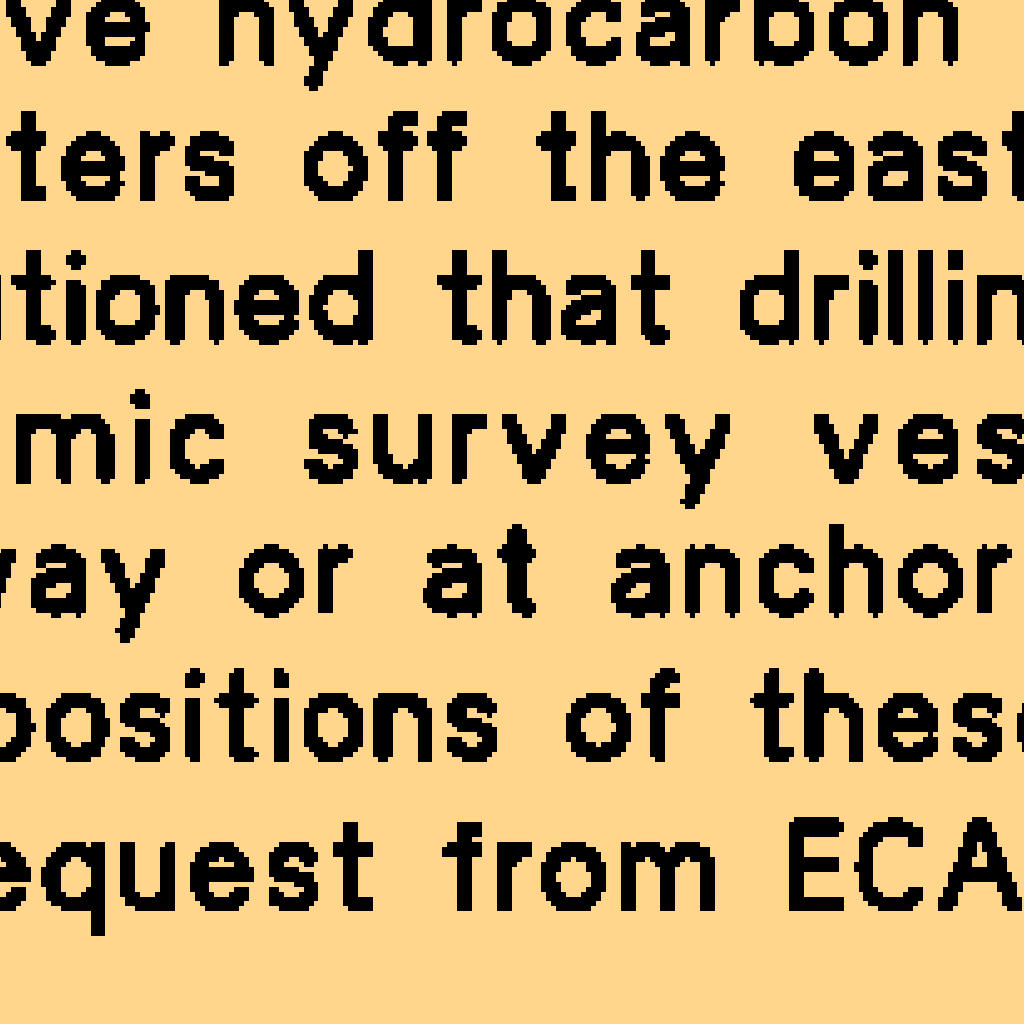 ve hydrocarbon
ters off the east
tioned that drillin
mic survey ves
way or at anchor
positions of these
equest from ECA